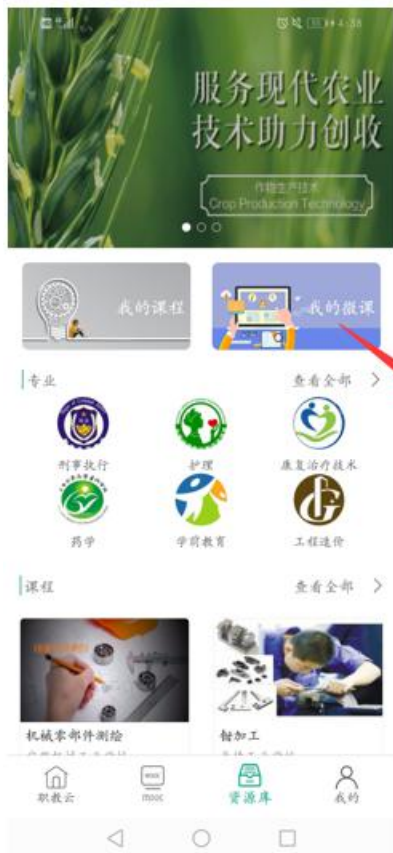 4:38
服务现代农业
技术助力创收
作物生产技术
Crop Production Technology
我的课程
我的微课
专业
查看全部 >
刑事执行
护理
康复治疗技术
药学
学前教育
工程造价
课程
查看全部 >
机械零部件测绘
钳加工
职教云
mooc
资源库
我的